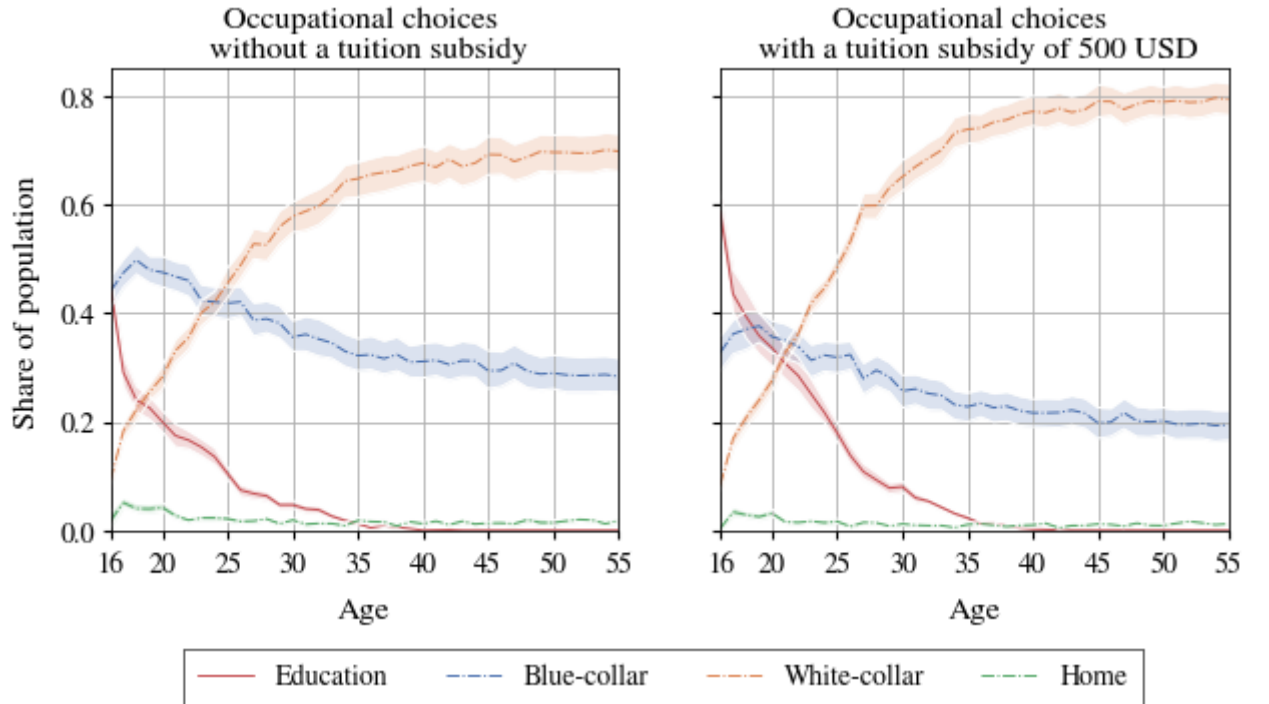 Occupational choices
without a tuition subsidy
Occupational choices
with a tuition subsidy of 500 USD
Share of population
0.8
0.6
0.4
0.2
0.0
16 20 25 30 35 40 45 50 55
16 20 25 30 35 40 45 50 55
Age
Age
Education Blue-collar White-collar Home